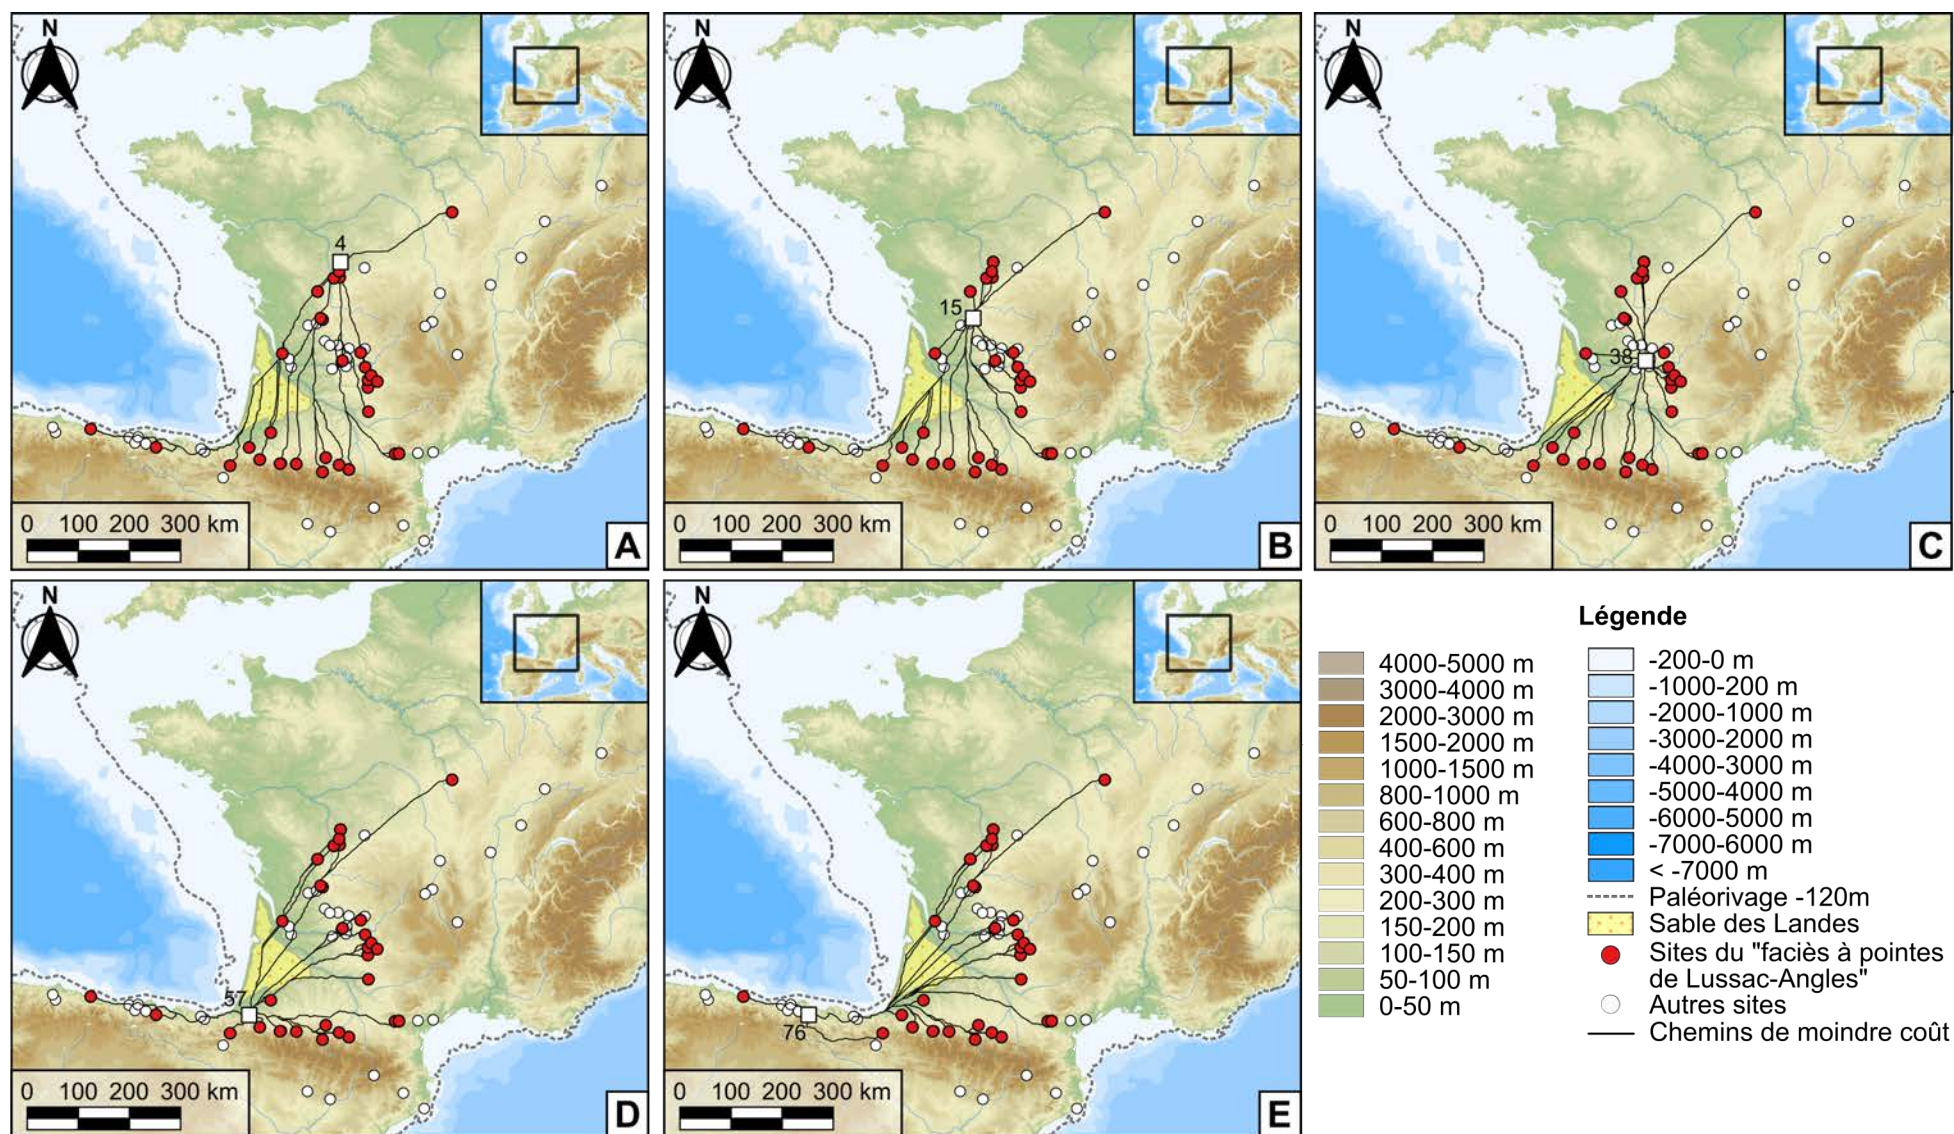 N
4
0 100 200 300 km
A
N
15
0 100 200 300 km
B
N
38
0 100 200 300 km
C
N
57
0 100 200 300 km
D
N
76
0 100 200 300 km
E
Légende
4000-5000 m
3000-4000 m
2000-3000 m
1500-2000 m
1000-1500 m
800-1000 m
600-800 m
400-600 m
300-400 m
200-300 m
150-200 m
100-150 m
50-100 m
0-50 m
-200-0 m
-1000-200 m
-2000-1000 m
-3000-2000 m
-4000-3000 m
-5000-4000 m
-6000-5000 m
-7000-6000 m
< -7000 m
Paléorivage -120m
Sable des Landes
Sites du "faciès à pointes
de Lussac-Angles"
Autres sites
Chemins de moindre coût